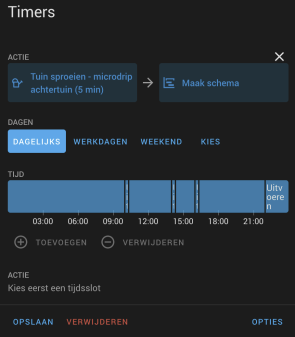 Timers
ACTIE
Tuin sproeien - microdrip
achtertuin (5 min)
Maak schema
DAGEN
DAGELIJKS WERKDAGEN WEEKEND KIES
TIJD
Uitv
oere
n
03:00 06:00 09:00 12:00 15:00 18:00 21:00
TOEVOEGEN VERWIJDEREN
ACTIE
Kies eerst een tijdsslot
OPSLAAN VERWIJDEREN OPTIES